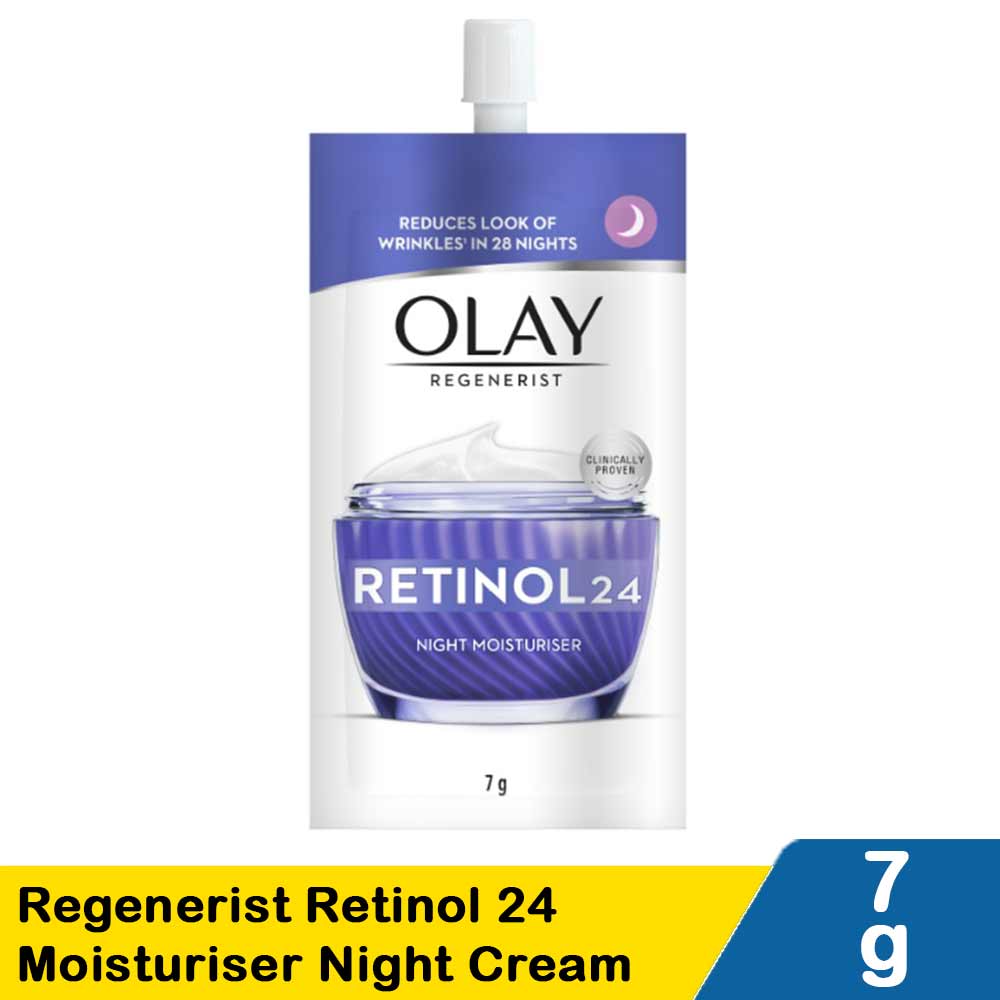 REDUCES LOOK OF
WRINKLES¹ IN 28 NIGHTS
OLAY
REGENERIST
CLINICALLY
PROVEN
RETINOL24
NIGHT MOISTURISER
7 g
Regenerist Retinol 24
Moisturiser Night Cream
7
g